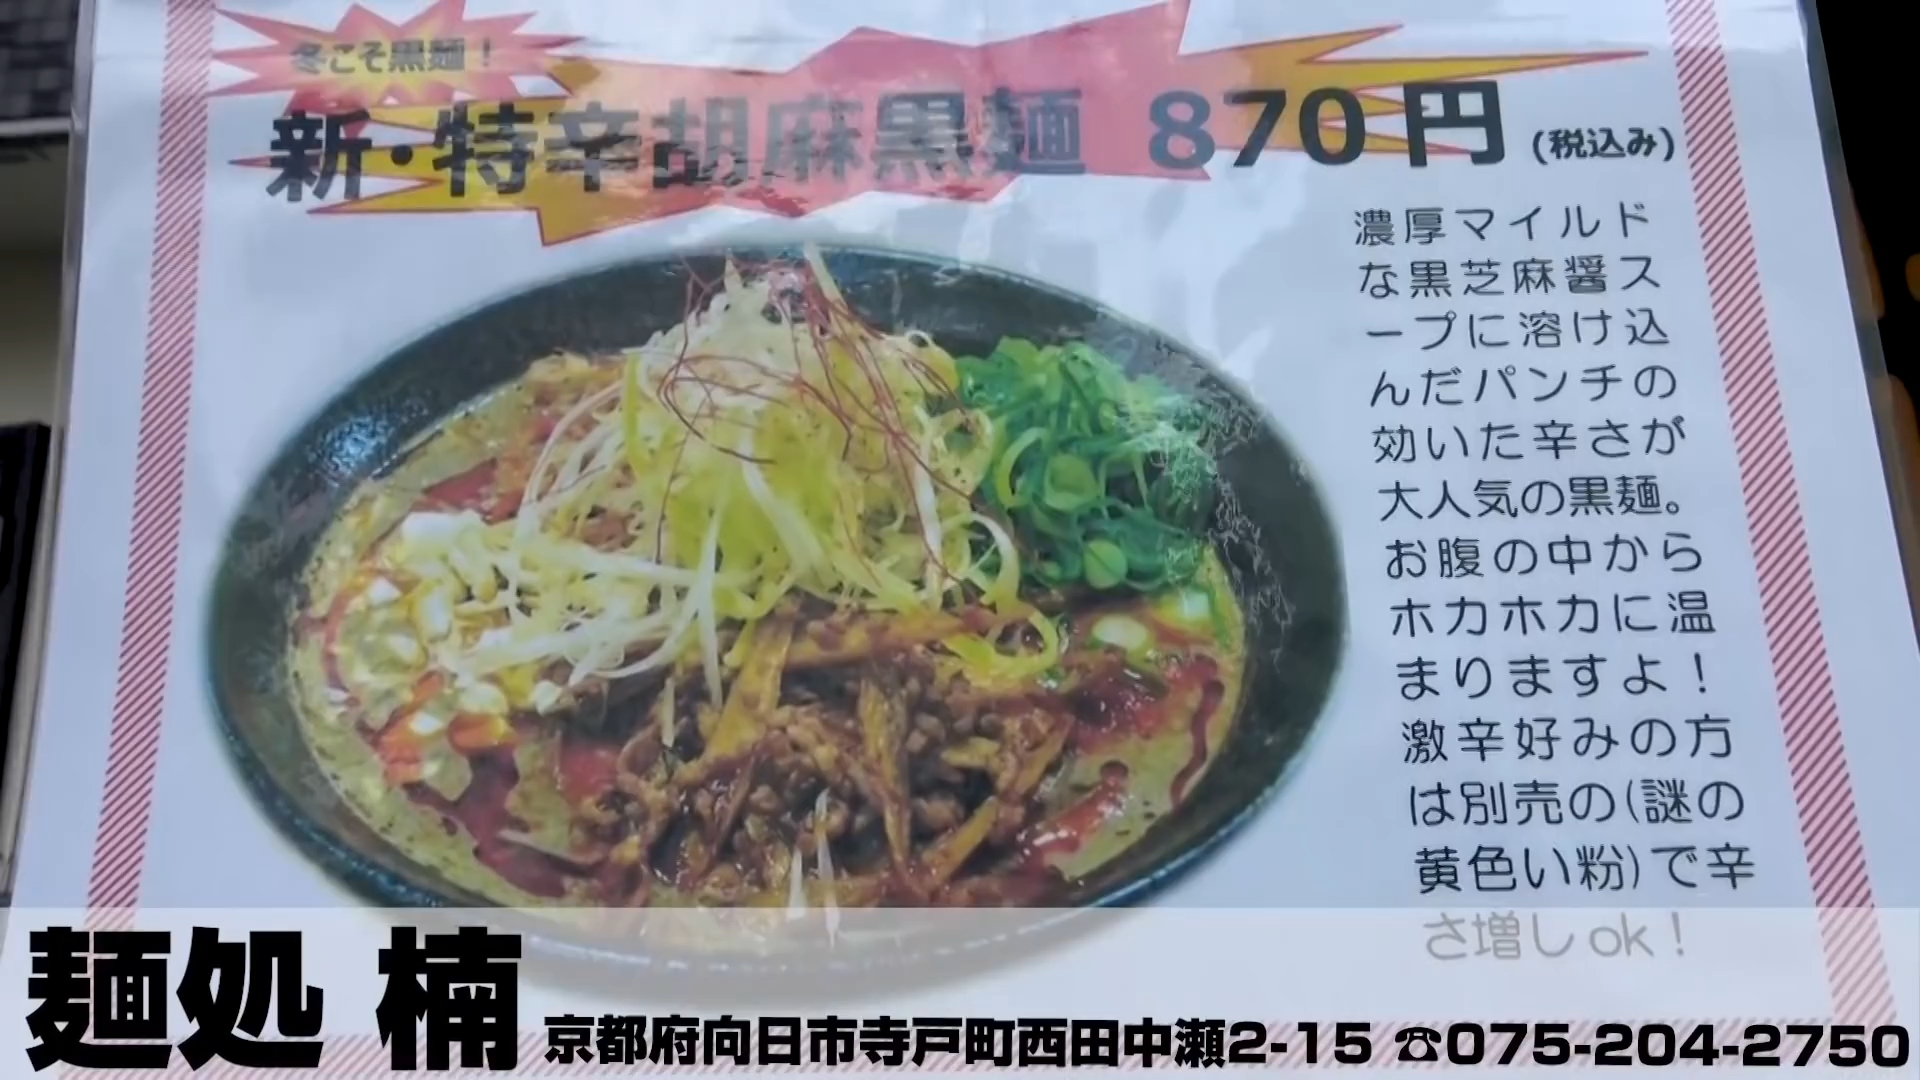 冬こそ黒麺！
新・特辛胡麻黒麺 870円 (税込み)
濃厚マイルド
な黒芝麻醤ス
ープに溶け込
んだパンチの
効いた辛さが
大人気の黒麺。
お腹の中から
ホカホカに温
まりますよ！
激辛好みの方
は別売の(謎の
黄色い粉)で辛
さ増しok！
麺処 楠 京都府向日市寺戸町西田中瀬2-15 ☎075-204-2750